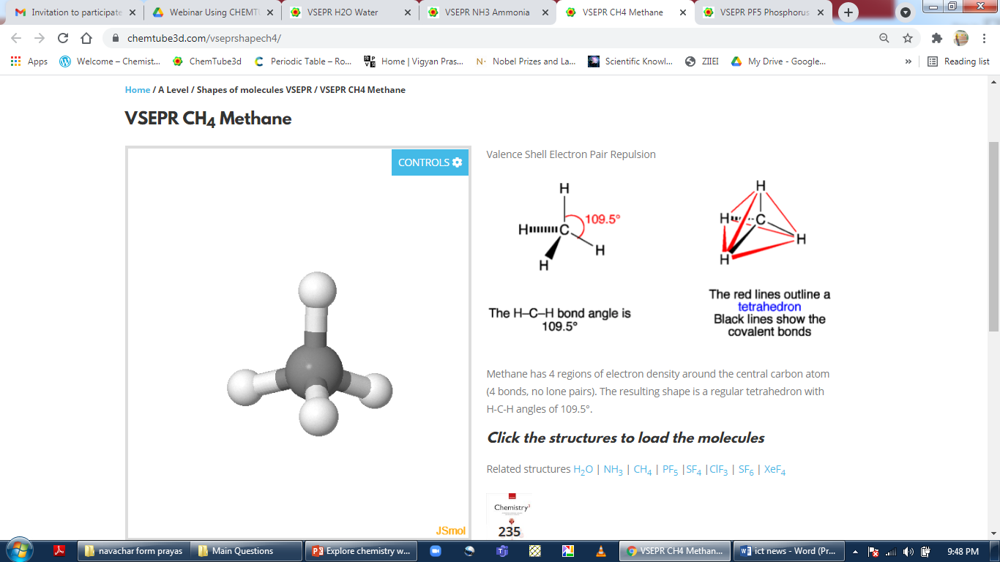 Invitation to participate
Webinar Using CHEMT
VSEPR H2O Water
VSEPR NH3 Ammonia
VSEPR CH4 Methane
VSEPR PF5 Phosphorus
chemtube3d.com/vseprshapech4/
Apps
Welcome – Chemist...
ChemTube3d
Periodic Table – Ro...
Home | Vigyan Pras...
Nobel Prizes and La...
Scientific Knowl...
ZIIEI
My Drive - Google...
»
Reading list
Home / A Level / Shapes of molecules VSEPR / VSEPR CH4 Methane
VSEPR CH₄ Methane
CONTROLS
JSmol
Valence Shell Electron Pair Repulsion
H
109.5°
H C
H
H
The H–C–H bond angle is
109.5°
H
H C
H
H
The red lines outline a
tetrahedron
Black lines show the
covalent bonds
Methane has 4 regions of electron density around the central carbon atom
(4 bonds, no lone pairs). The resulting shape is a regular tetrahedron with
H-C-H angles of 109.5°.
Click the structures to load the molecules
Related structures H₂O | NH₃ | CH₄ | PF₅ |SF₄ |ClF₃ | SF₆ | XeF₄
Chemistry³
235
navachar form prayas
Main Questions
Explore chemistry w...
VSEPR CH4 Methan...
ict news - Word (Pr...
9:48 PM